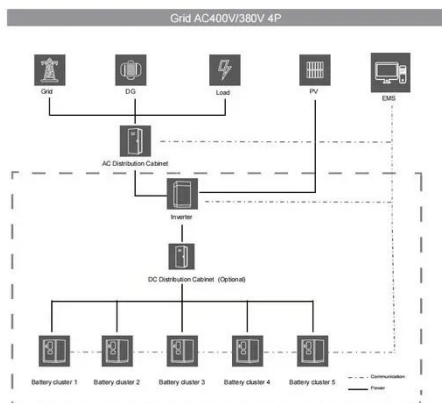 Grid AC400V/380V 4P
Grid
DG
Load
PV
EMS
AC Distribution Cabinet
Inverter
DC Distribution Cabinet (Optional)
Battery cluster 1
Battery cluster 2
Battery cluster 3
Battery cluster 4
Battery cluster 5
Communication
Power